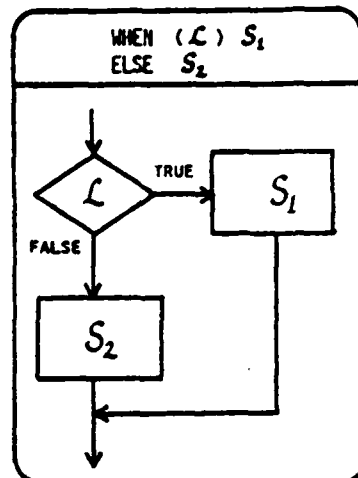 WHEN (ℒ) S₁
ELSE S₂
ℒ
TRUE
S₁
FALSE
S₂